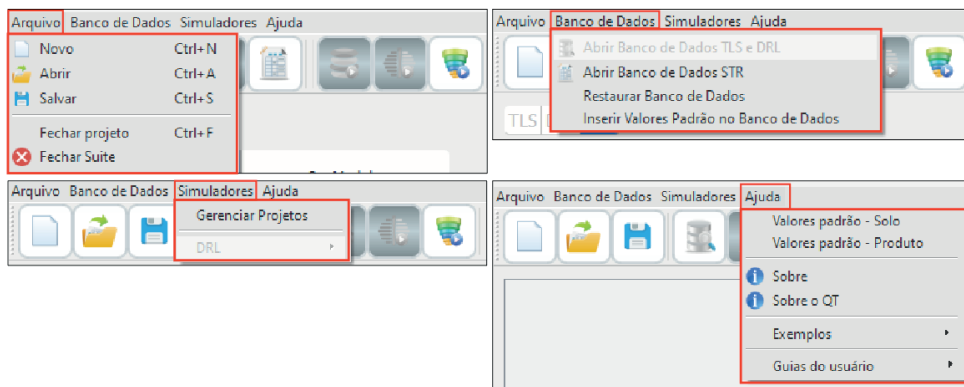 Arquivo Banco de Dados Simuladores Ajuda
Novo Ctrl+N
Abrir Ctrl+A
Salvar Ctrl+S
Fechar projeto Ctrl+F
Fechar Suite
Arquivo Banco de Dados Simuladores Ajuda
Abrir Banco de Dados TLS e DRL
Abrir Banco de Dados STR
Restaurar Banco de Dados
Inserir Valores Padrão no Banco de Dados
TLS
Arquivo Banco de Dados Simuladores Ajuda
Gerenciar Projetos
DRL
Arquivo Banco de Dados Simuladores Ajuda
Valores padrão - Solo
Valores padrão - Produto
Sobre
Sobre o QT
Exemplos
Guias do usuário